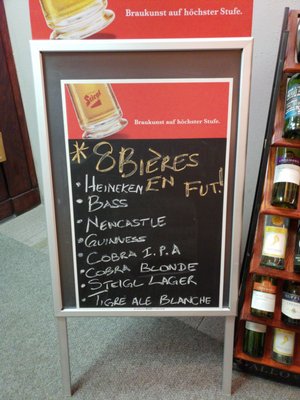 Braukunst auf höchster Stufe.
Stiegl
Braukunst auf höchster Stufe.
* 8 BIÈRES
EN FUT!
• HEINEKEN
• BASS
• NEWCASTLE
• GUINNESS
• COBRA I.P.A
• COBRA BLONDE
• STEIGL LAGER
• TIGRE ALE BLANCHE